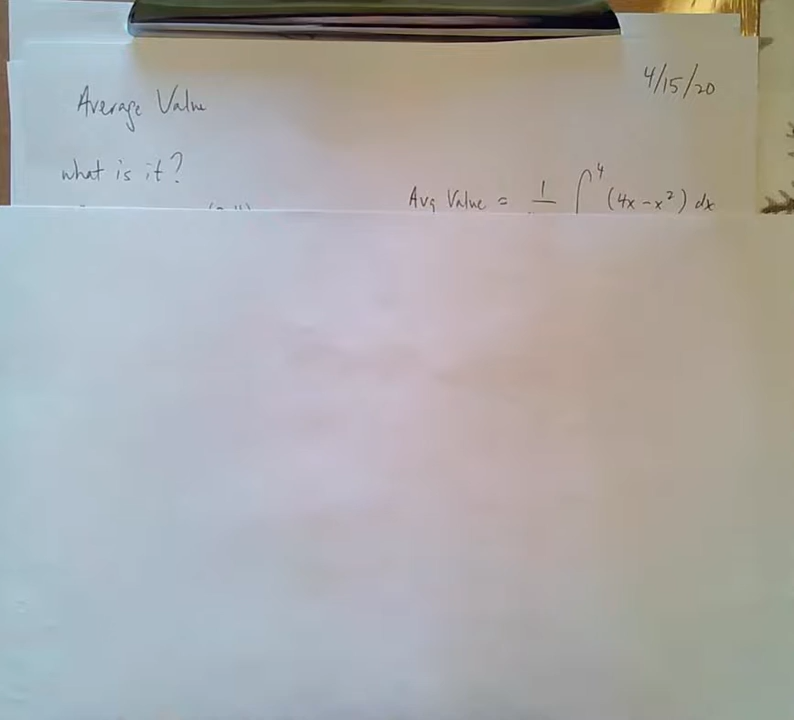 4/15/20
Average Value
what is it?
Avg Value = 1 ∫ 4 (4x - x²) dx